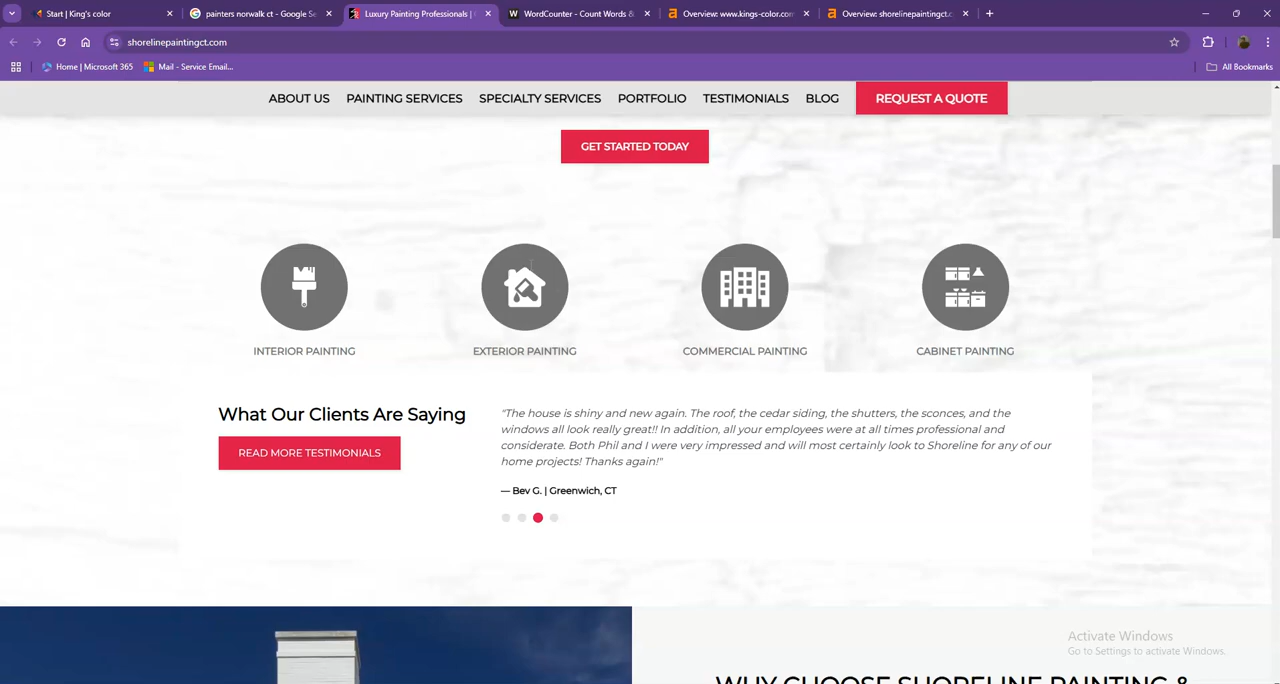 Start | King's color
painters norwalk ct - Google Se
Luxury Painting Professionals |
WordCounter - Count Words &
Overview: www.kings-color.com
Overview: shorelinepaintingct.c
shorelinepaintingct.com
Home | Microsoft 365
Mail - Service Email...
All Bookmarks
ABOUT US PAINTING SERVICES SPECIALTY SERVICES PORTFOLIO TESTIMONIALS BLOG REQUEST A QUOTE
GET STARTED TODAY
INTERIOR PAINTING
EXTERIOR PAINTING
COMMERCIAL PAINTING
CABINET PAINTING
What Our Clients Are Saying
READ MORE TESTIMONIALS
"The house is shiny and new again. The roof, the cedar siding, the shutters, the sconces, and the
windows all look really great!! In addition, all your employees were at all times professional and
considerate. Both Phil and I were very impressed and will most certainly look to Shoreline for any of our
home projects! Thanks again!"
— Bev G. | Greenwich, CT
Activate Windows
Go to Settings to activate Windows.
WHY CHOOSE SHORELINE PAINTING &